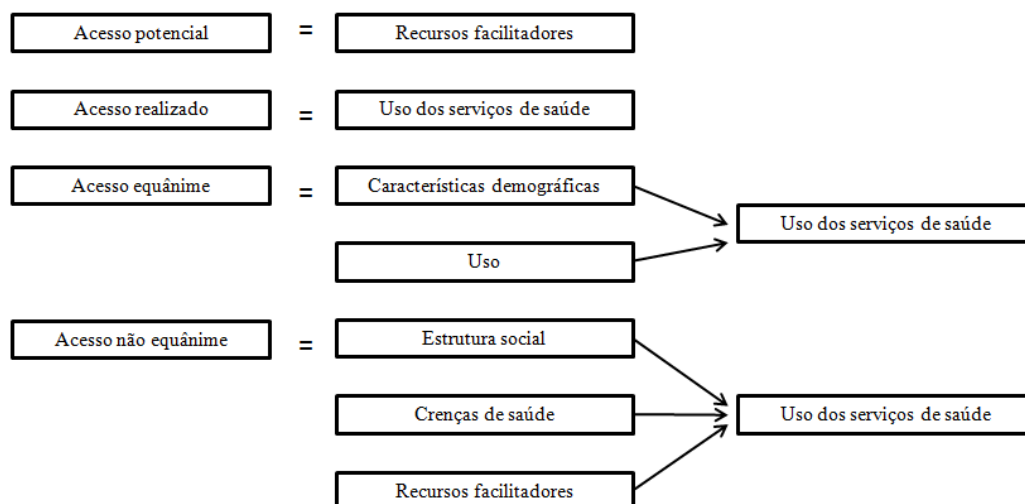 Acesso potencial = Recursos facilitadores
Acesso realizado = Uso dos serviços de saúde
Acesso equânime = Características demográficas
Uso dos serviços de saúde
Uso
Acesso não equânime = Estrutura social
Crenças de saúde
Uso dos serviços de saúde
Recursos facilitadores